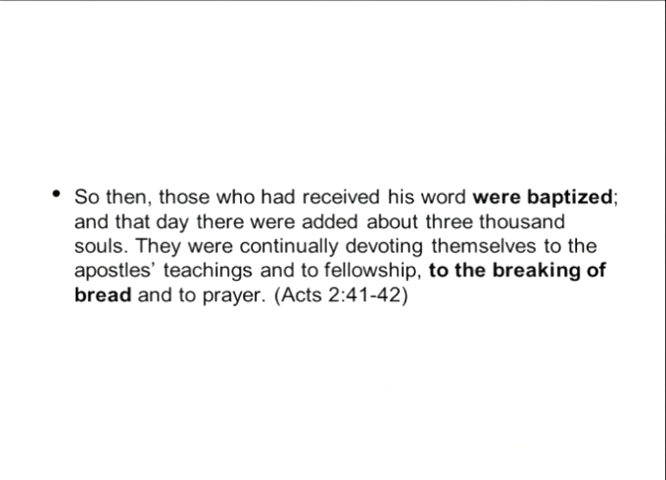 • So then, those who had received his word were baptized;
and that day there were added about three thousand
souls. They were continually devoting themselves to the
apostles' teachings and to fellowship, to the breaking of
bread and to prayer. (Acts 2:41-42)